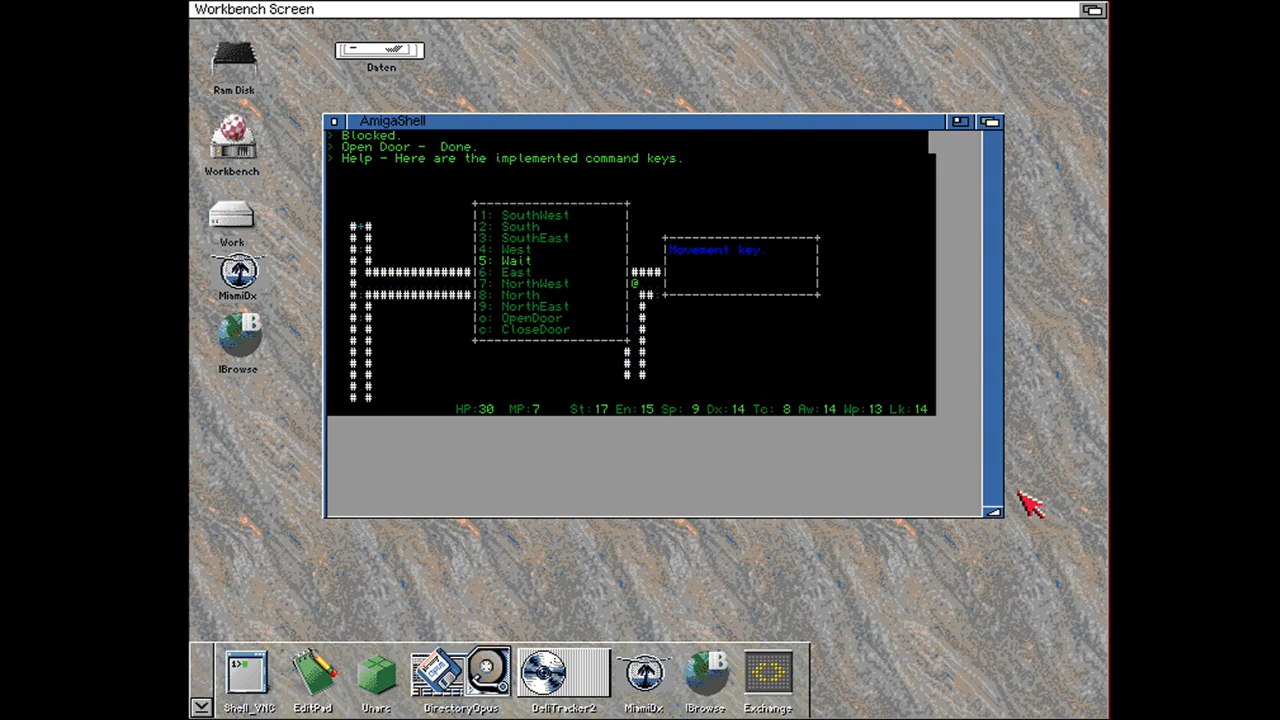 Workbench Screen
Ram Disk
Daten
Workbench
Work
MiamiDx
IBrowse
AmigaShell
> Blocked.
> Open Door -  Done.
> Help - Here are the implemented command keys.
1: SouthWest
2: South
3: SouthEast
4: West
5: Wait
6: East
7: NorthWest
8: North
9: NorthEast
o: OpenDoor
c: CloseDoor
Movement key.
@
HP:30  MP:7    St:17 En:15 Sp: 9 Dx:14 Tc: 8 Aw:14 Wp:13 Lk:14
1>
Shell_VNC
EditPad
Unarc
DirectoryOpus
DeliTracker2
MiamiDx
IBrowse
Exchange